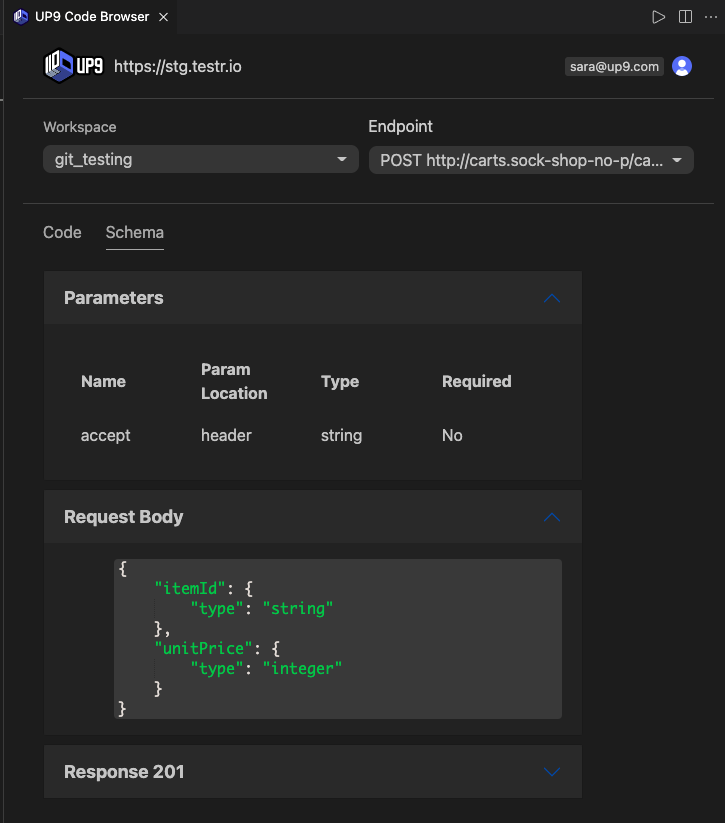 UP9 Code Browser
UP9 https://stg.testr.io sara@up9.com
Workspace Endpoint
git_testing POST http://carts.sock-shop-no-p/ca...
Code Schema
Parameters
Name Param Location Type Required
accept header string No
Request Body
{
    "itemId": {
        "type": "string"
    },
    "unitPrice": {
        "type": "integer"
    }
}
Response 201